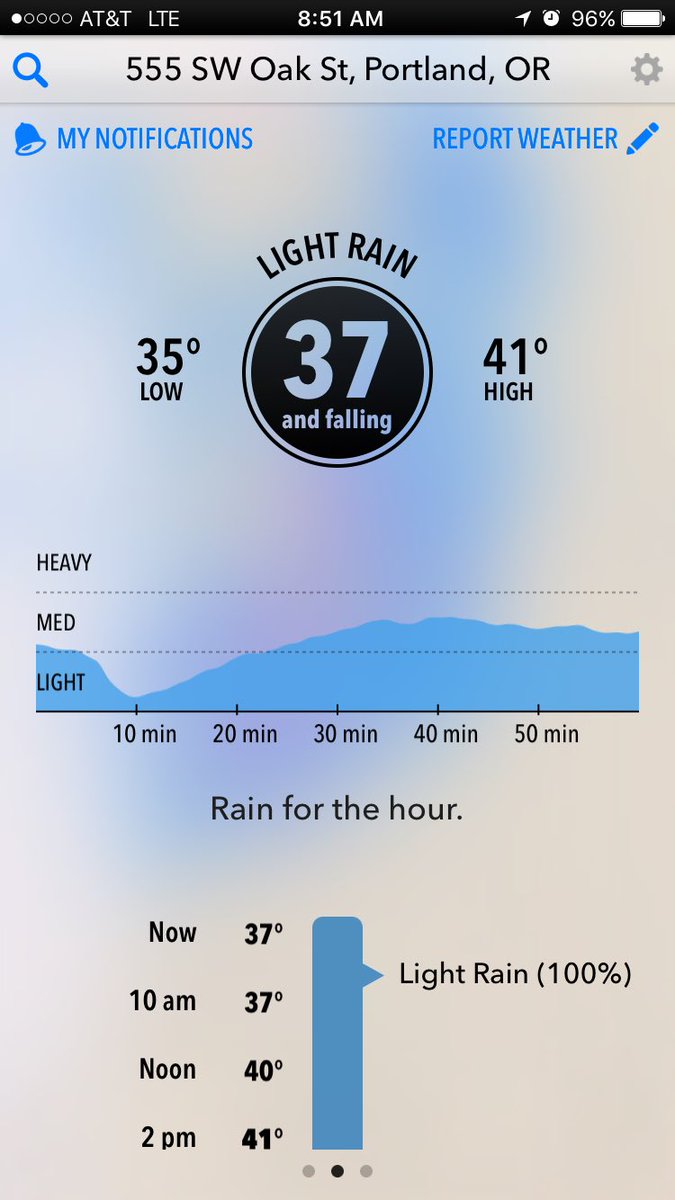 AT&T LTE 8:51 AM 96%
555 SW Oak St, Portland, OR
MY NOTIFICATIONS REPORT WEATHER
LIGHT RAIN
35° 37 41°
LOW and falling HIGH
HEAVY
MED
LIGHT
10 min 20 min 30 min 40 min 50 min
Rain for the hour.
Now 37°
Light Rain (100%)
10 am 37°
Noon 40°
2 pm 41°